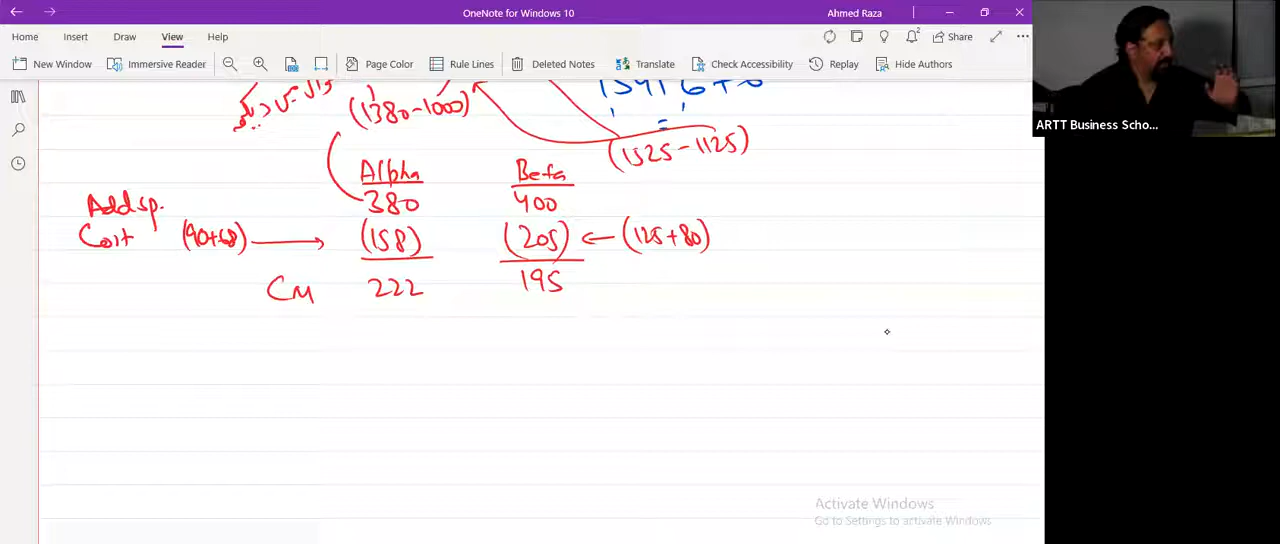 OneNote for Windows 10
Ahmed Raza
Home Insert Draw View Help
Share
New Window Immersive Reader Page Color Rule Lines Deleted Notes Translate Check Accessibility Replay Hide Authors
(1380-1000)
(1525-1125)
ARTT Business Scho...
Alpha Beta
380 400
Add sp.
Cost (90+68) (158) (205) (125+80)
CM 222 195
Activate Windows
Go to Settings to activate Windows